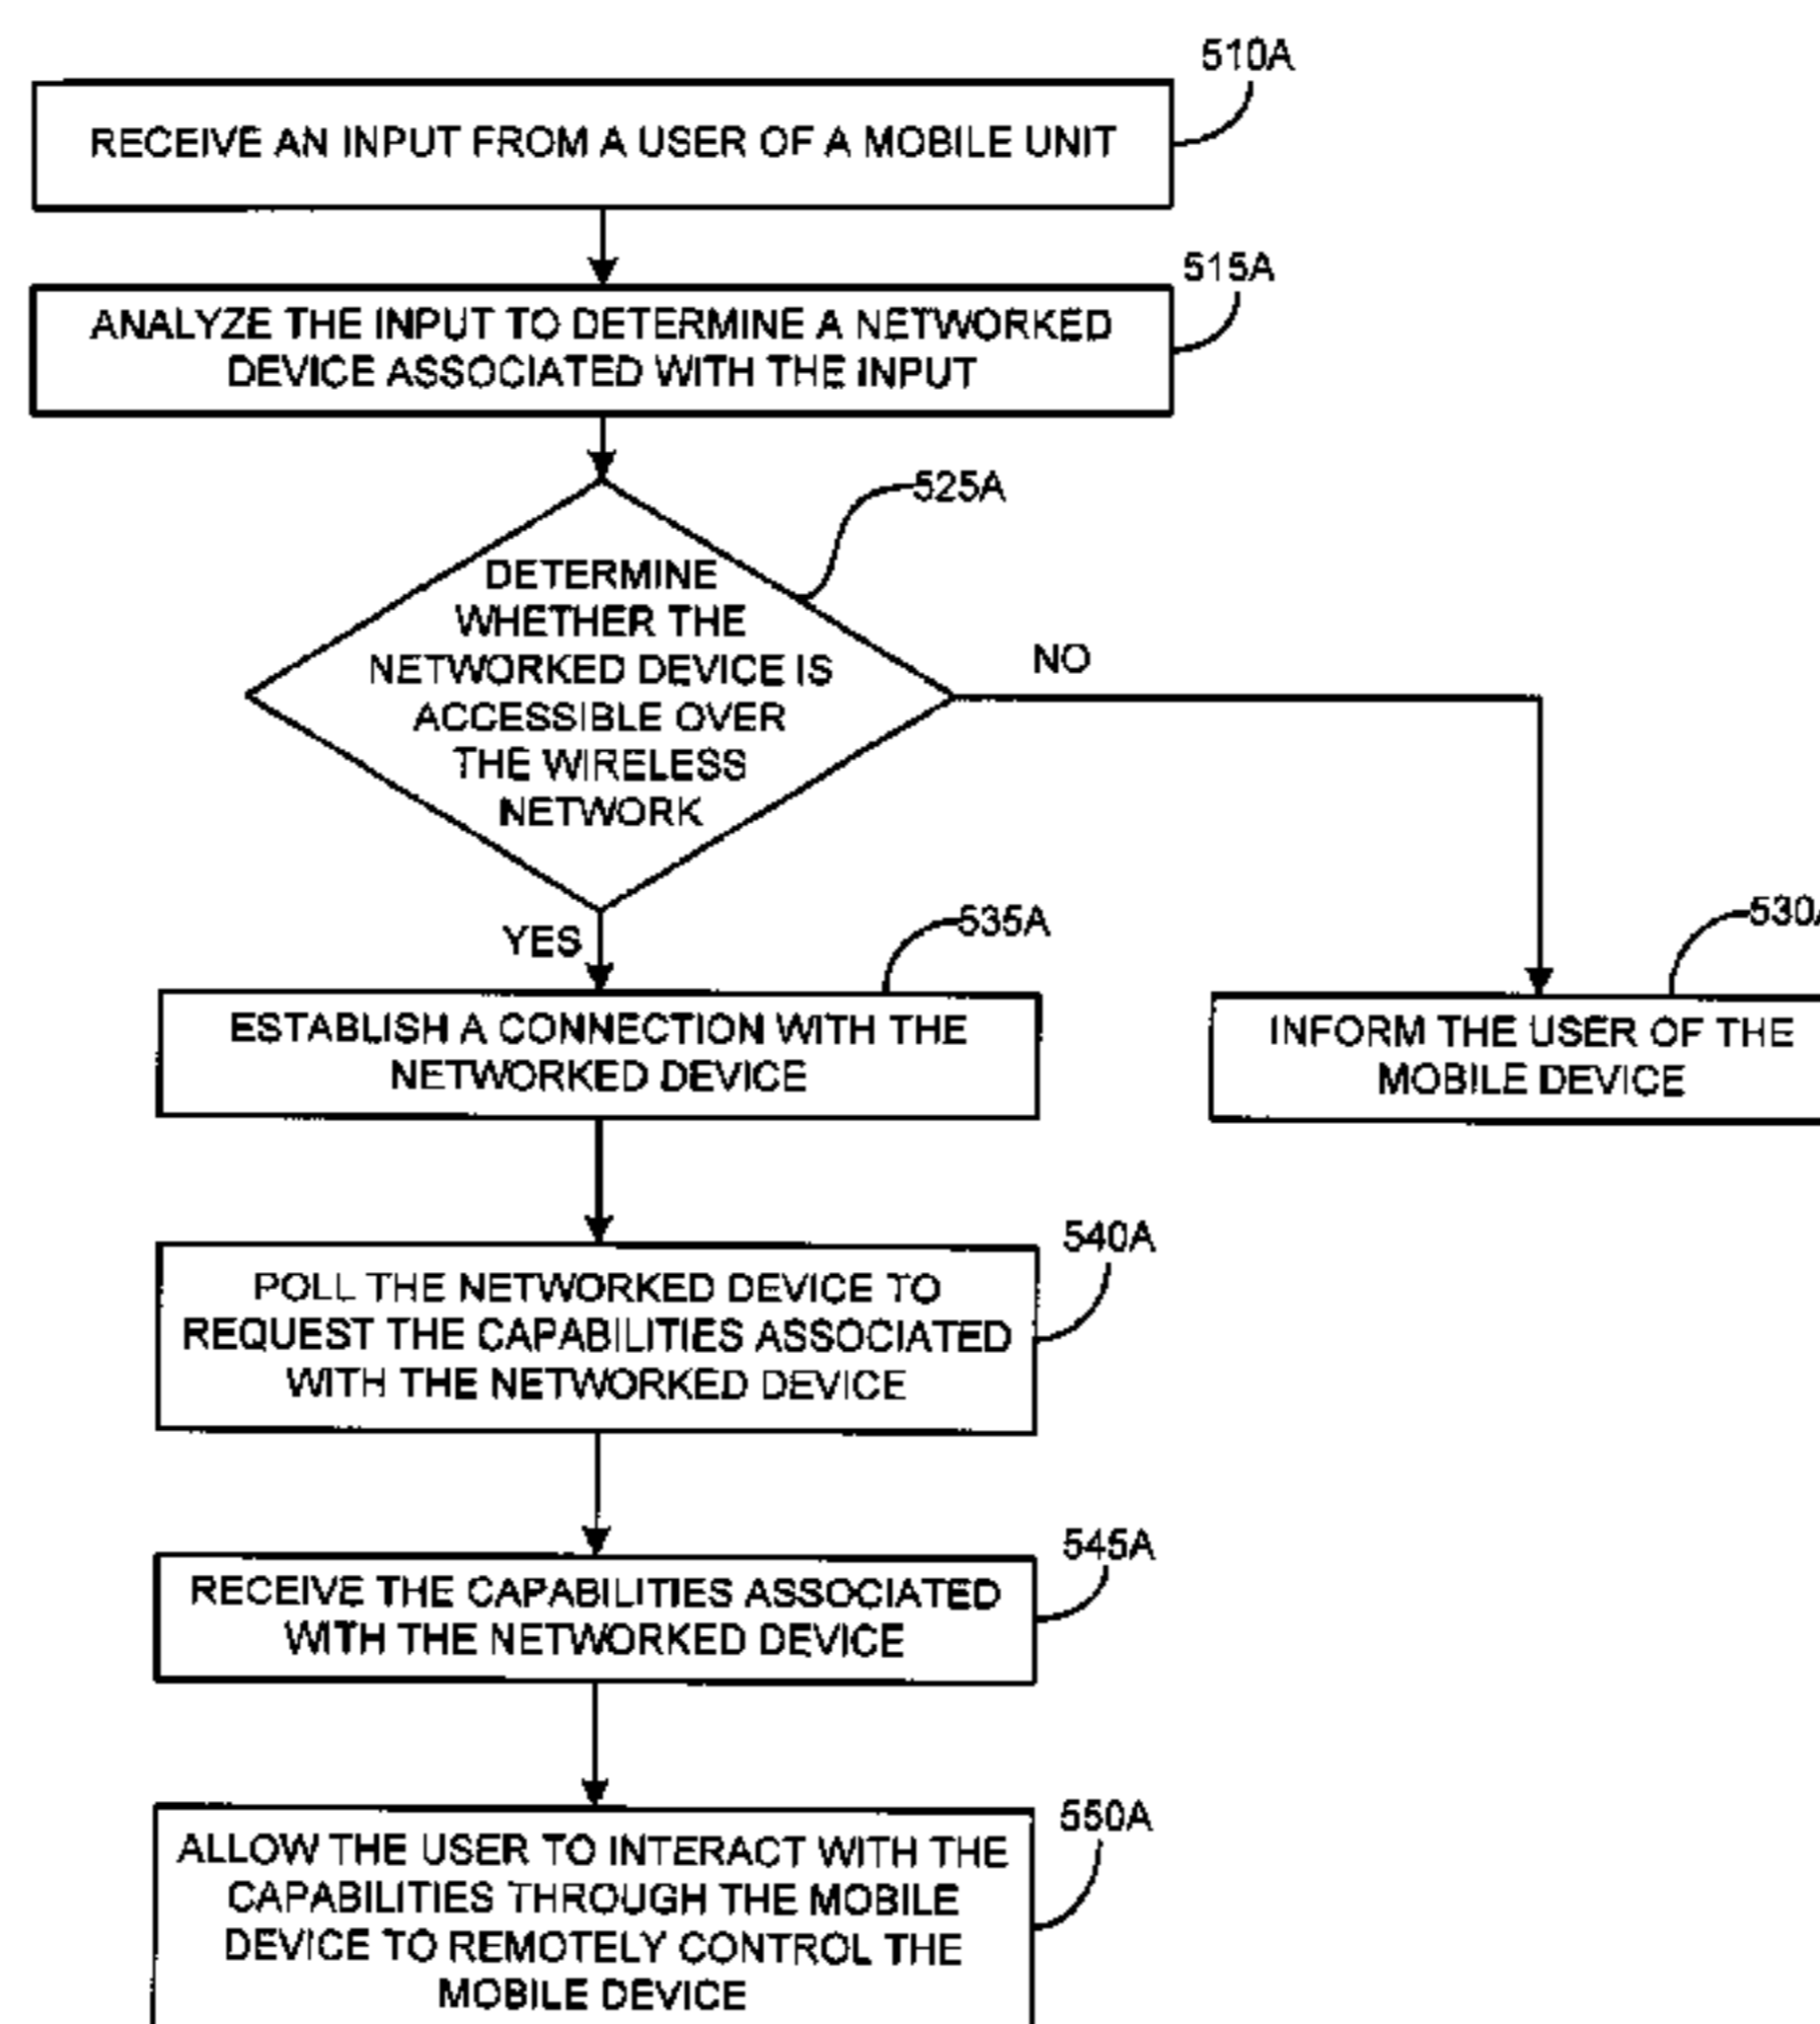 510A
RECEIVE AN INPUT FROM A USER OF A MOBILE UNIT
515A
ANALYZE THE INPUT TO DETERMINE A NETWORKED
DEVICE ASSOCIATED WITH THE INPUT
525A
DETERMINE
WHETHER THE
NETWORKED DEVICE IS
ACCESSIBLE OVER
THE WIRELESS
NETWORK
NO
YES
535A
530A
ESTABLISH A CONNECTION WITH THE
NETWORKED DEVICE
INFORM THE USER OF THE
MOBILE DEVICE
540A
POLL THE NETWORKED DEVICE TO
REQUEST THE CAPABILITIES ASSOCIATED
WITH THE NETWORKED DEVICE
545A
RECEIVE THE CAPABILITIES ASSOCIATED
WITH THE NETWORKED DEVICE
550A
ALLOW THE USER TO INTERACT WITH THE
CAPABILITIES THROUGH THE MOBILE
DEVICE TO REMOTELY CONTROL THE
MOBILE DEVICE